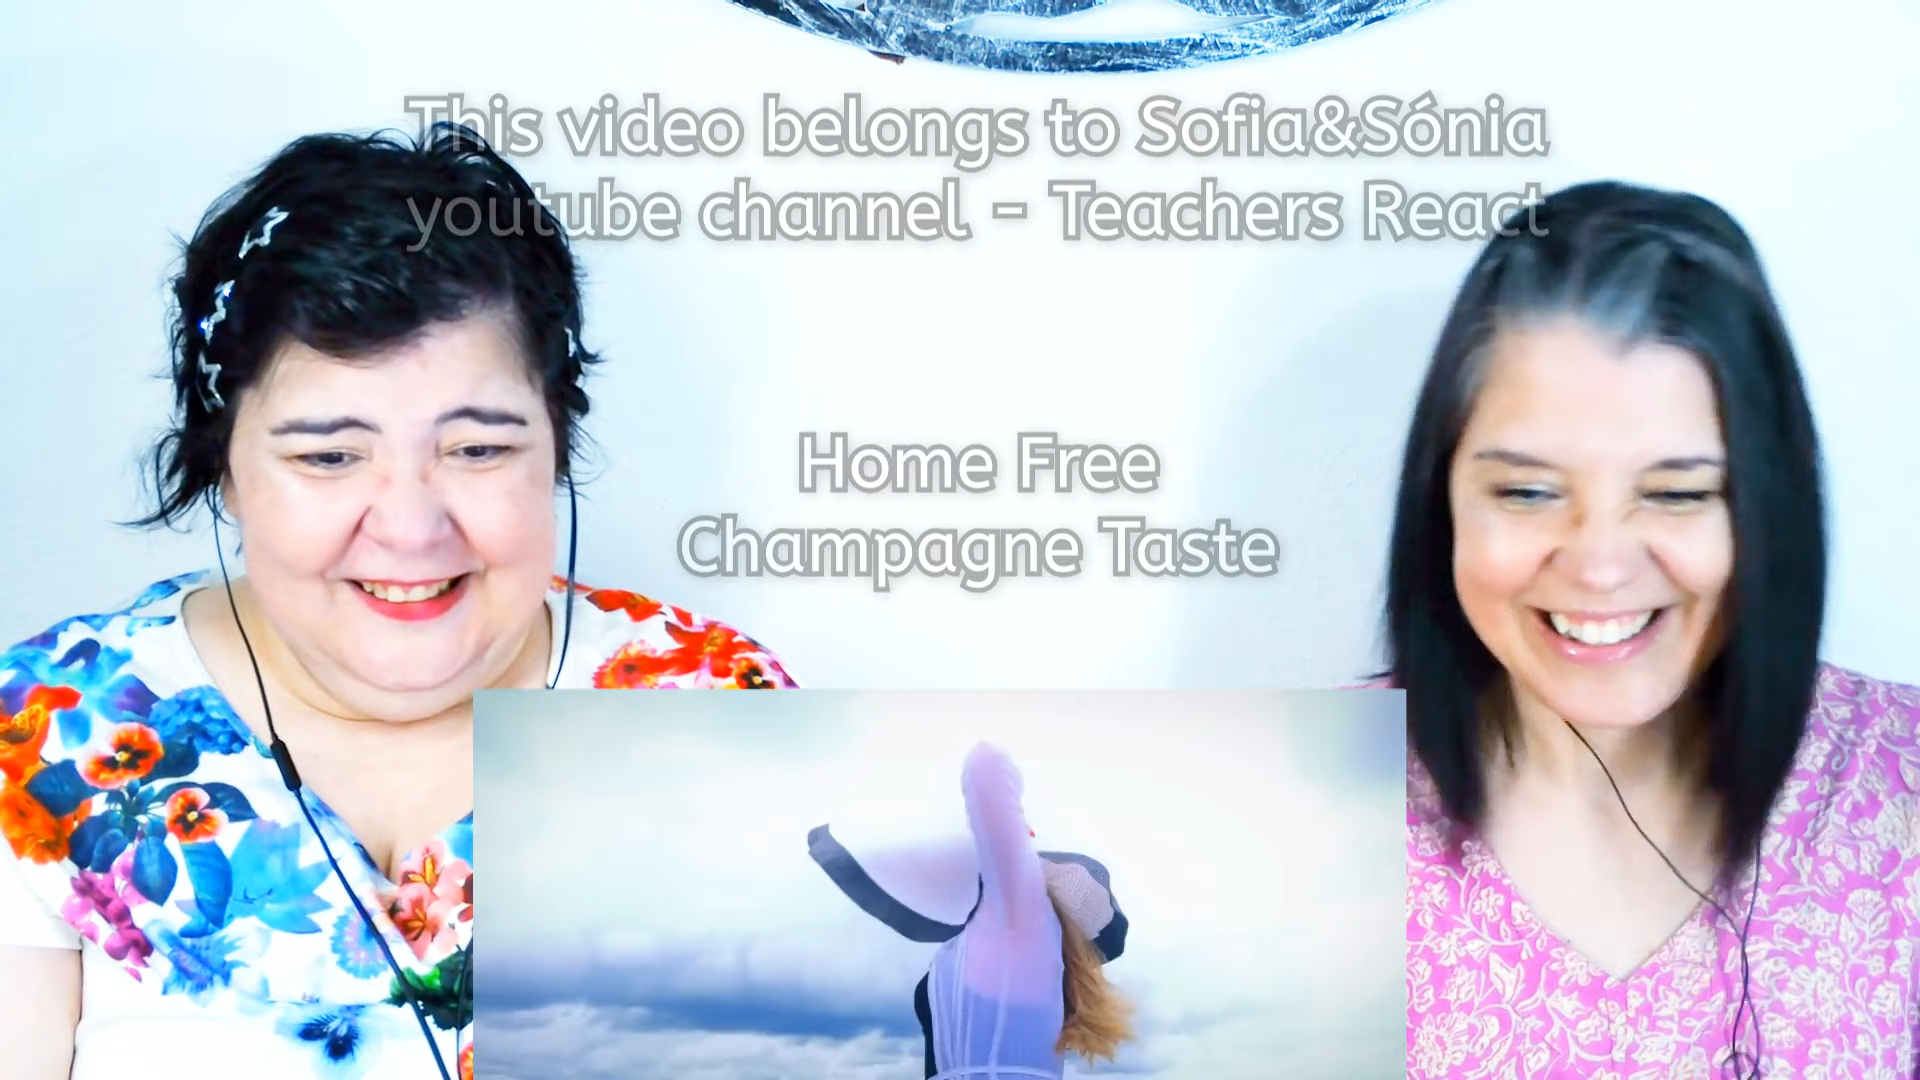 This video belongs to Sofia&Sónia
youtube channel - Teachers React
Home Free
Champagne Taste